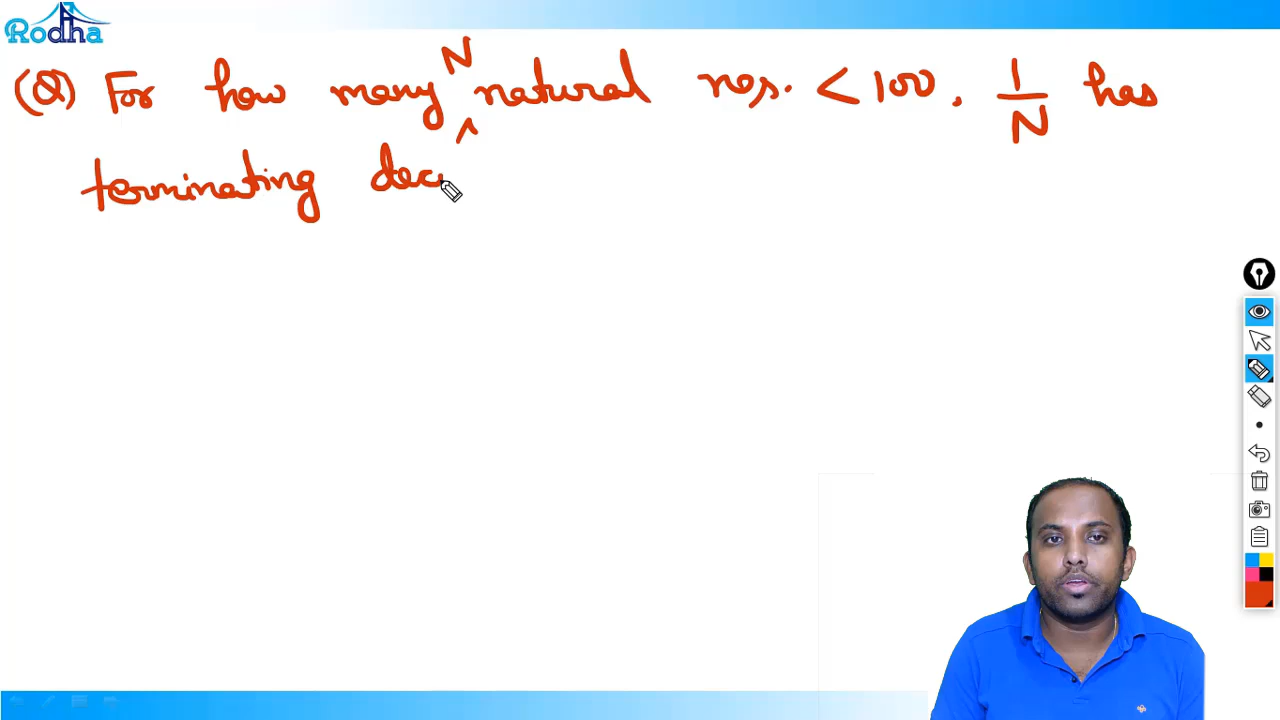 Rodha
(Q) For how many N natural nos. < 100, 1/N has
terminating dec